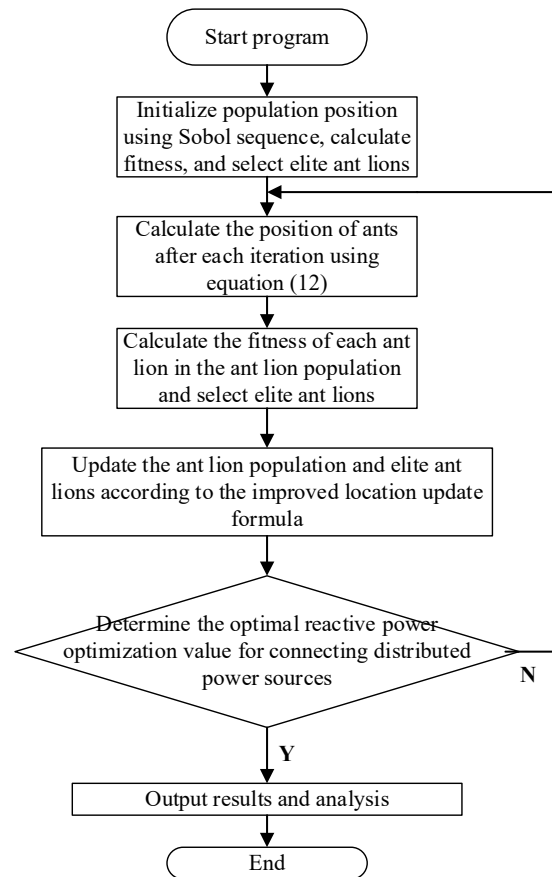 Start program
Initialize population position
using Sobol sequence, calculate
fitness, and select elite ant lions
Calculate the position of ants
after each iteration using
equation (12)
Calculate the fitness of each ant
lion in the ant lion population
and select elite ant lions
Update the ant lion population and elite ant
lions according to the improved location update
formula
Determine the optimal reactive power
optimization value for connecting distributed
power sources
N
Y
Output results and analysis
End